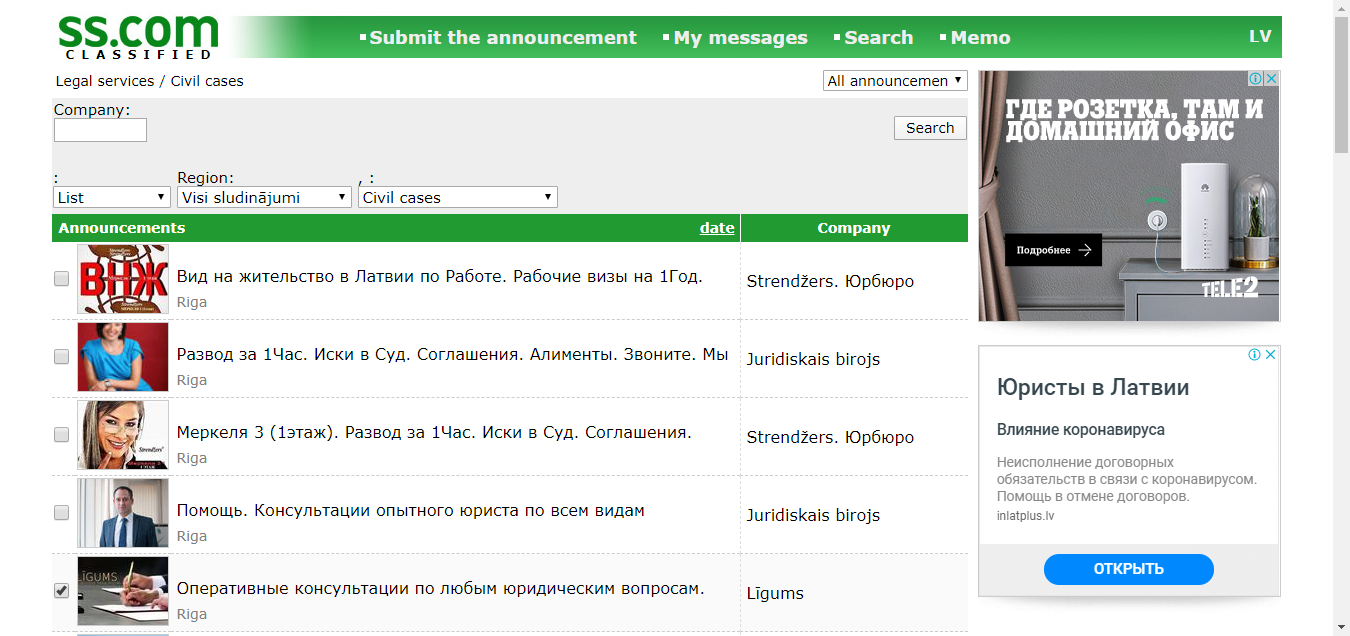 ss.com
CLASSIFIED
Submit the announcement
My messages
Search
Memo
LV
Legal services / Civil cases
All announcemen
Company:
Search
:
Region:
, :
List
Visi sludinājumi
Civil cases
Announcements
date
Company
ВНЖ
Вид на жительство в Латвии по Работе. Рабочие визы на 1Год.
Riga
Strendžers. Юрбюро
Развод за 1Час. Иски в Суд. Соглашения. Алименты. Звоните. Мы
Riga
Juridiskais birojs
Меркеля 3 (1этаж). Развод за 1Час. Иски в Суд. Соглашения.
Riga
Strendžers. Юрбюро
Помощь. Консультации опытного юриста по всем видам
Riga
Juridiskais birojs
LĪGUMS
Оперативные консультации по любым юридическим вопросам.
Riga
Līgums
ГДЕ РОЗЕТКА, ТАМ И
ДОМАШНИЙ ОФИС
Подробнее
TELE2
Юристы в Латвии
Влияние коронавируса
Неисполнение договорных
обязательств в связи с коронавирусом.
Помощь в отмене договоров.
inlatplus.lv
ОТКРЫТЬ